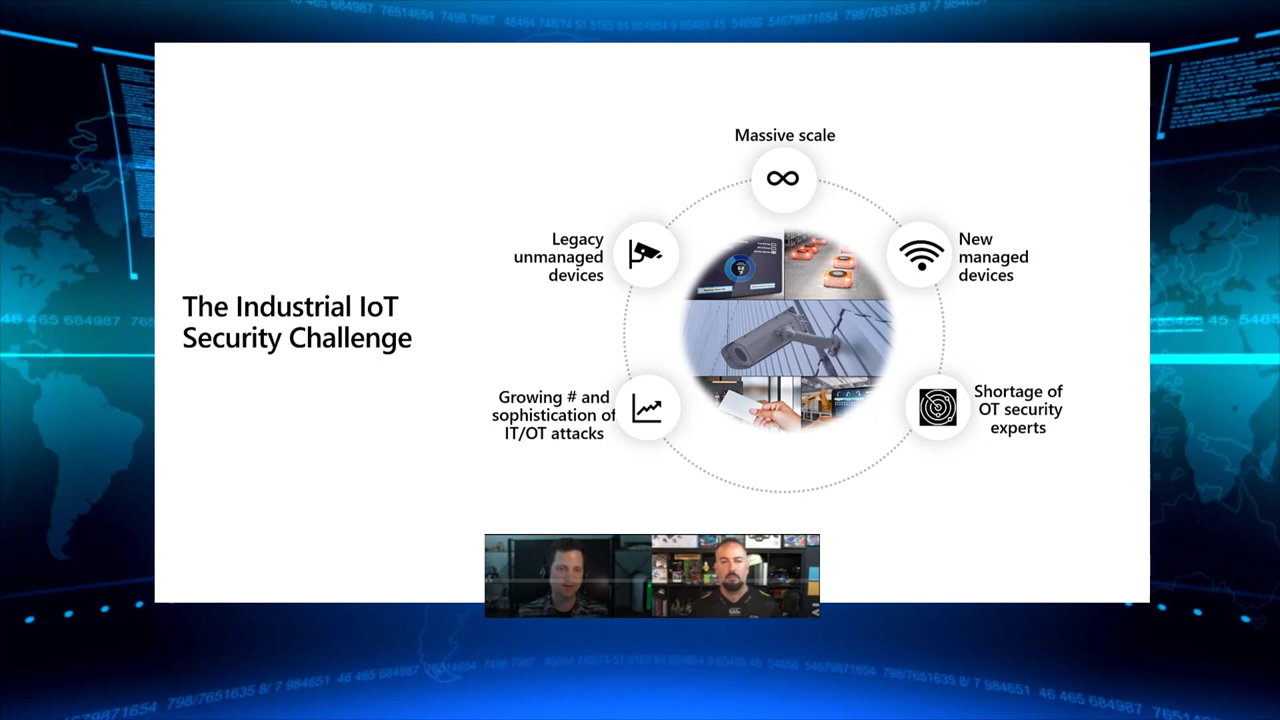 The Industrial IoT
Security Challenge
Massive scale
Legacy
unmanaged
devices
New
managed
devices
Growing # and
sophistication of
IT/OT attacks
Shortage of
OT security
experts